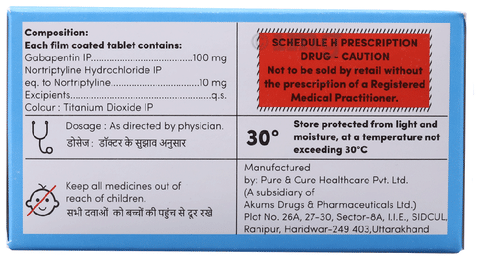 Composition:
Each film coated tablet contains:
Gabapentin IP................................100 mg
Nortriptyline Hydrochloride IP
eq. to Nortriptyline...........................10 mg
Excipients............................................q.s.
Colour : Titanium Dioxide IP
SCHEDULE H PRESCRIPTION
DRUG - CAUTION
Not to be sold by retail without
the prescription of a Registered
Medical Practitioner.
Dosage : As directed by physician.
डोसेज : डॉक्टर के सुझाव अनुसार
30°
Store protected from light and
moisture, at a temperature not
exceeding 30°C
Keep all medicines out of
reach of children.
सभी दवाओं को बच्चों की पहुंच से दूर रखे
Manufactured
by: Pure & Cure Healthcare Pvt. Ltd.
(A subsidiary of
Akums Drugs & Pharmaceuticals Ltd.)
Plot No. 26A, 27-30, Sector-8A, I.I.E., SIDCUL,
Ranipur, Haridwar-249 403,Uttarakhand